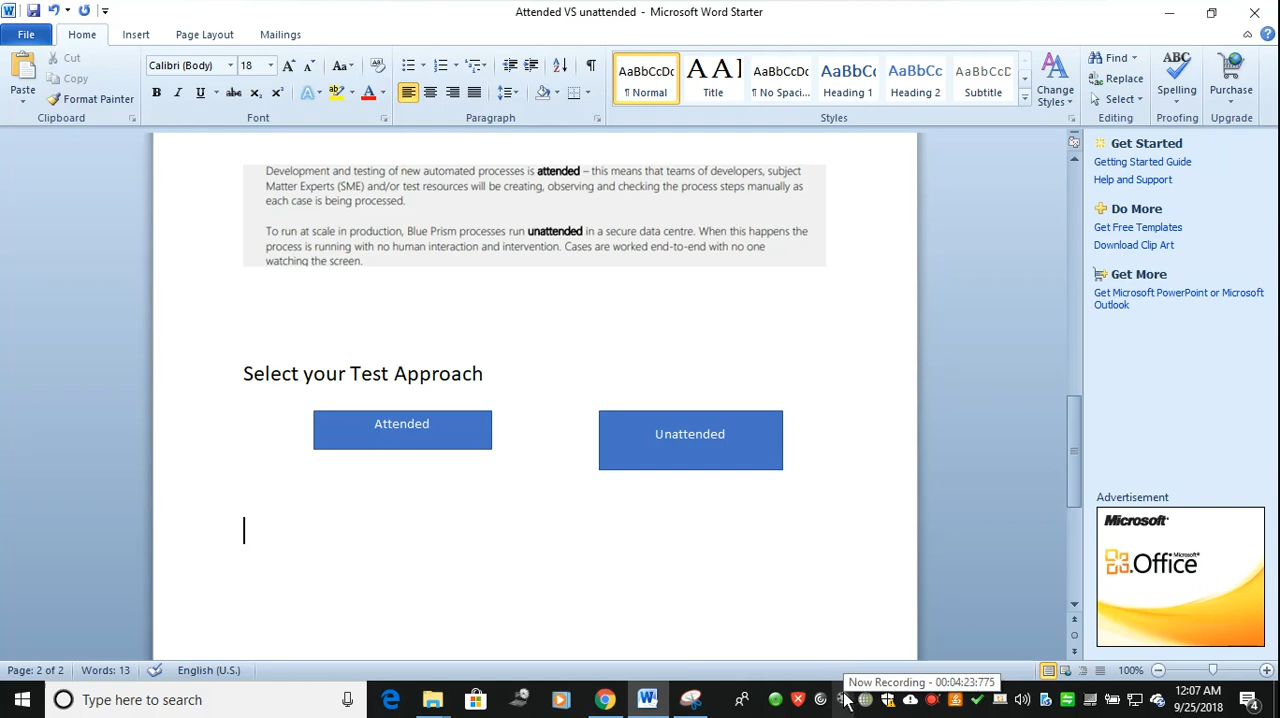 Attended VS unattended - Microsoft Word Starter
File Home Insert Page Layout Mailings
Paste
Cut
Copy
Format Painter
Clipboard
Calibri (Body) 18
Font
Paragraph
AaBbCcDc
¶ Normal
AAI
Title
AaBbCcDc
¶ No Spaci...
AaBbCc
Heading 1
AaBbCc
Heading 2
AaBbCcDc
Subtitle
Change
Styles
Styles
Find
Replace
Select
Editing
ABC
Spelling
Proofing
Purchase
Upgrade
Development and testing of new automated processes is attended – this means that teams of developers, subject
Matter Experts (SME) and/or test resources will be creating, observing and checking the process steps manually as
each case is being processed.
To run at scale in production, Blue Prism processes run unattended in a secure data centre. When this happens the
process is running with no human interaction and intervention. Cases are worked end-to-end with no one
watching the screen.
Select your Test Approach
Attended
Unattended
Get Started
Getting Started Guide
Help and Support
Do More
Get Free Templates
Download Clip Art
Get More
Get Microsoft PowerPoint or Microsoft
Outlook
Advertisement
Microsoft
Microsoft
Office
Page: 2 of 2 Words: 13 English (U.S.) 100%
Now Recording - 00:04:23:775
Type here to search
12:07 AM
9/25/2018
4